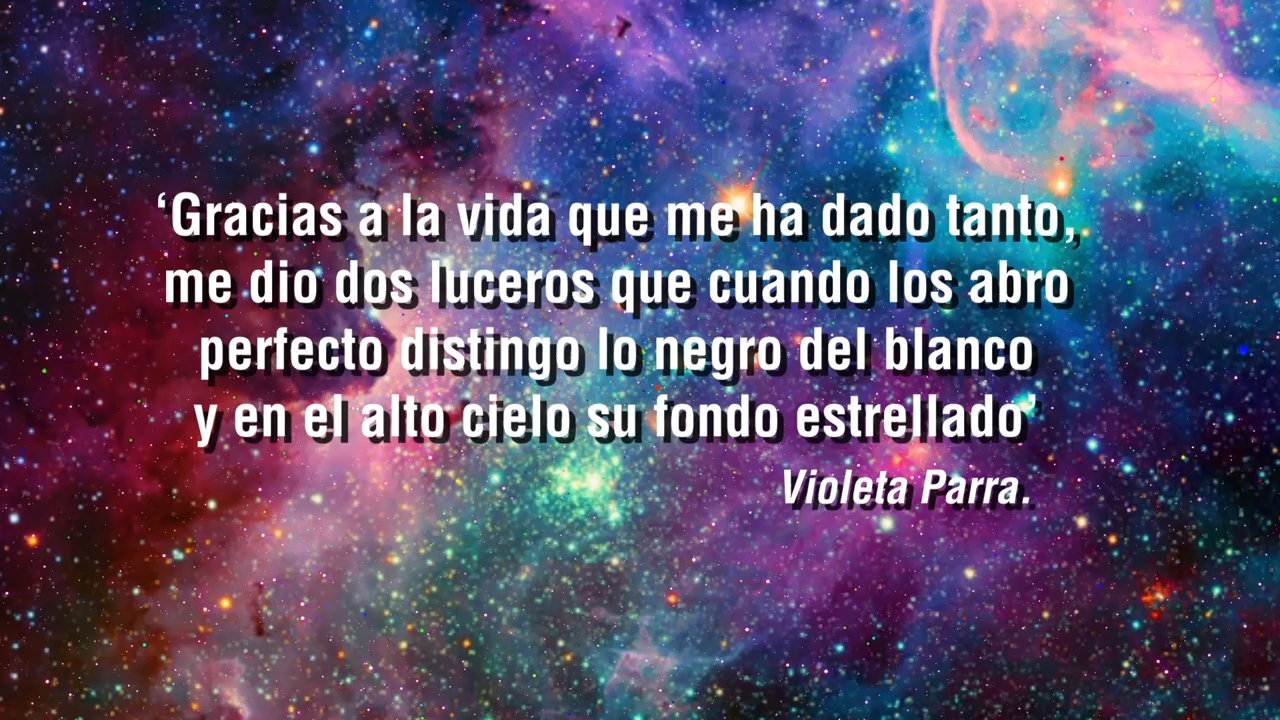 ‘Gracias a la vida que me ha dado tanto,
me dio dos luceros que cuando los abro
perfecto distingo lo negro del blanco
y en el alto cielo su fondo estrellado’
Violeta Parra.